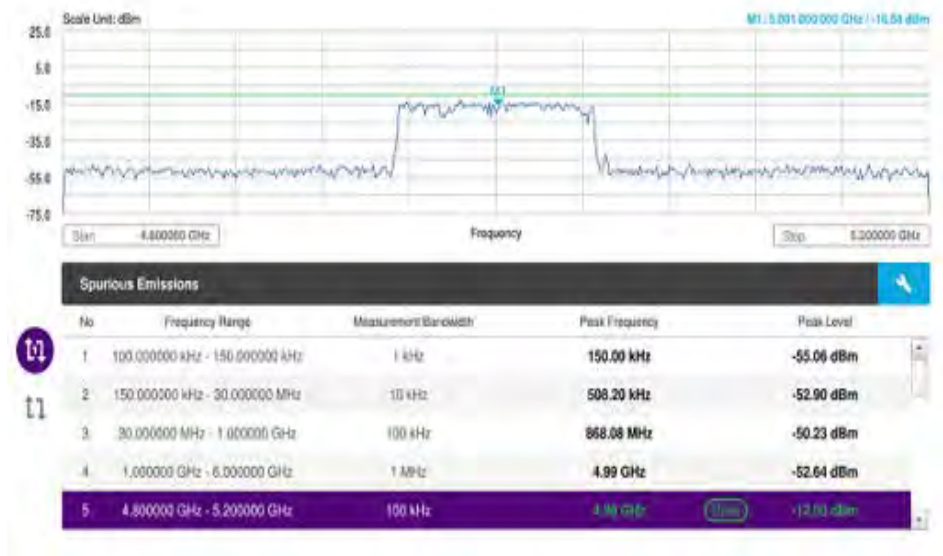 Scale Unit: dBm
M1: 5.001 000 000 GHz / -16.54 dBm
25.0
5.0
-15.0
-35.0
-55.0
-75.0
M1
Start 4.800000 GHz
Frequency
Stop 5.200000 GHz
Spurious Emissions
No Frequency Range Measurement Bandwidth Peak Frequency Peak Level
1 100.000000 kHz - 150.000000 kHz 1 kHz 150.00 kHz -55.06 dBm
2 150.000000 kHz - 30.000000 MHz 10 kHz 508.20 kHz -52.90 dBm
3 30.000000 MHz - 1.000000 GHz 100 kHz 868.08 MHz -50.23 dBm
4 1.000000 GHz - 6.000000 GHz 1 MHz 4.99 GHz -52.64 dBm
5 4.800000 GHz - 5.200000 GHz 100 kHz 4.98 GHz dBm